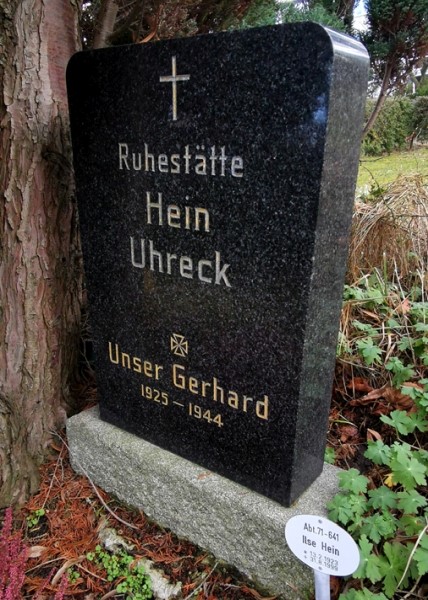 Ruhestätte
Hein
Uhreck
Unser Gerhard
1925 – 1944
Abt. 71-641
Ilse Hein